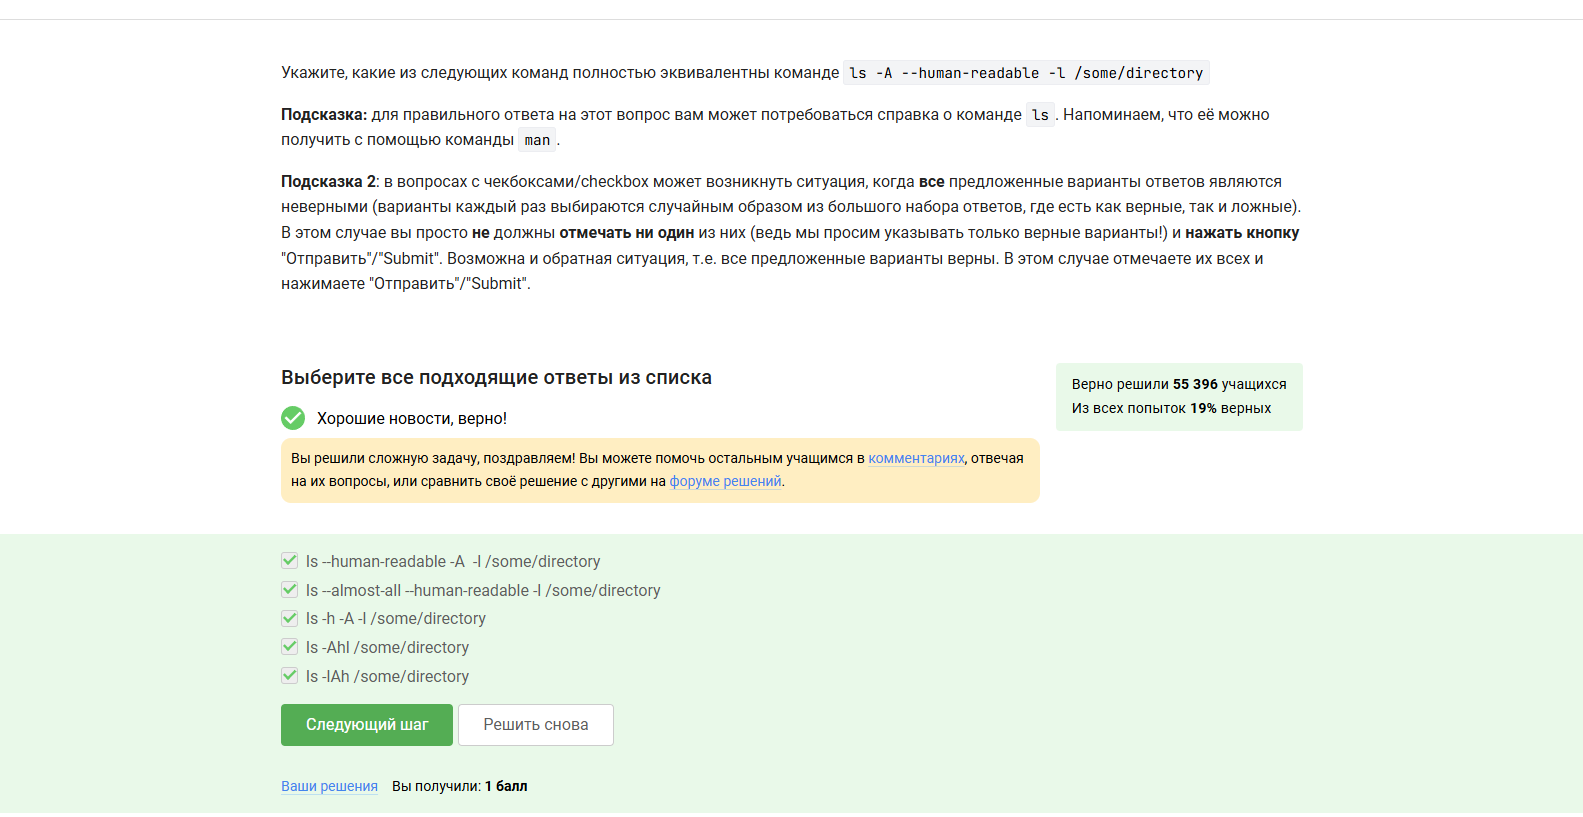 Укажите, какие из следующих команд полностью эквивалентны команде ls -A --human-readable -l /some/directory
Подсказка: для правильного ответа на этот вопрос вам может потребоваться справка о команде ls. Напоминаем, что её можно
получить с помощью команды man.
Подсказка 2: в вопросах с чекбоксами/checkbox может возникнуть ситуация, когда все предложенные варианты ответов являются
неверными (варианты каждый раз выбираются случайным образом из большого набора ответов, где есть как верные, так и ложные).
В этом случае вы просто не должны отмечать ни один из них (ведь мы просим указывать только верные варианты!) и нажать кнопку
"Отправить"/"Submit". Возможна и обратная ситуация, т.е. все предложенные варианты верны. В этом случае отмечаете их всех и
нажимаете "Отправить"/"Submit".
Выберите все подходящие ответы из списка
Хорошие новости, верно!
Вы решили сложную задачу, поздравляем! Вы можете помочь остальным учащимся в комментариях, отвечая
на их вопросы, или сравнить своё решение с другими на форуме решений.
Верно решили 55 396 учащихся
Из всех попыток 19% верных
ls --human-readable -A  -l /some/directory
ls --almost-all --human-readable -l /some/directory
ls -h -A -l /some/directory
ls -Ahl /some/directory
ls -lAh /some/directory
Следующий шаг
Решить снова
Ваши решения
Вы получили: 1 балл